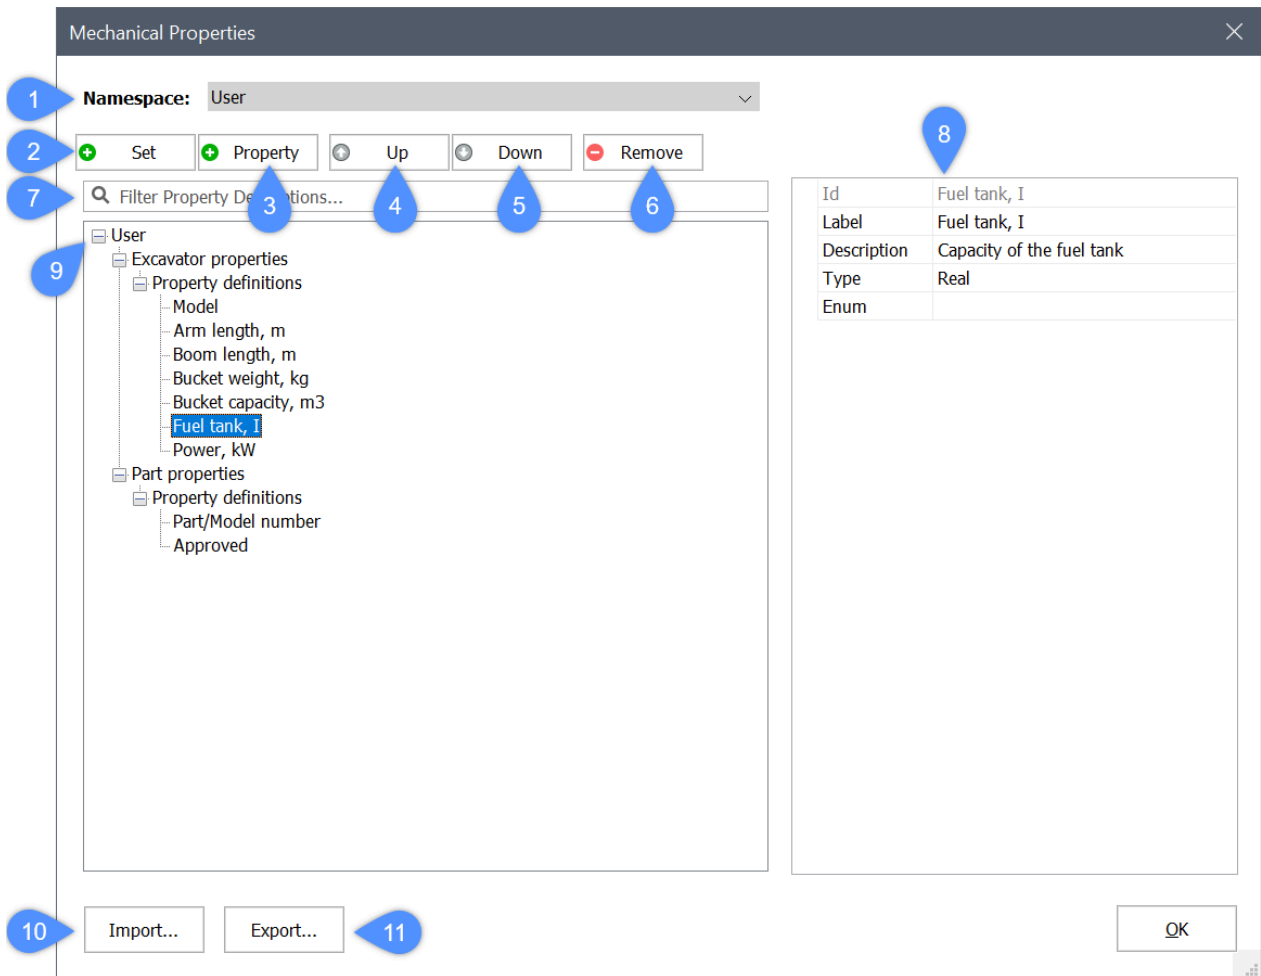 Mechanical Properties
1
Namespace: User
2
Set Property Up Down Remove
8
7
Filter Property De tions...
3 4 5 6
Id Fuel tank, I
Label Fuel tank, I
Description Capacity of the fuel tank
Type Real
Enum
9
User
Excavator properties
Property definitions
Model
Arm length, m
Boom length, m
Bucket weight, kg
Bucket capacity, m3
Fuel tank, I
Power, kW
Part properties
Property definitions
Part/Model number
Approved
10
Import... Export...
11
OK